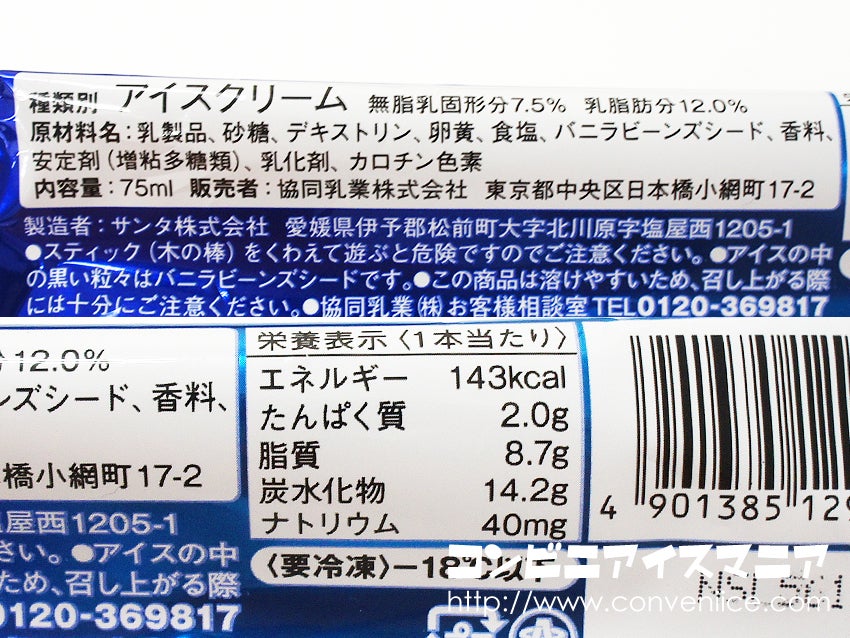 種類別 アイスクリーム 無脂乳固形分7.5% 乳脂肪分12.0%
原材料名：乳製品、砂糖、デキストリン、卵黄、食塩、バニラビーンズシード、香料、
安定剤（増粘多糖類）、乳化剤、カロチン色素
内容量：75ml 販売者：協同乳業株式会社 東京都中央区日本橋小網町17-2
製造者：サンタ株式会社 愛媛県伊予郡松前町大字北川原字塩屋西1205-1
●スティック（木の棒）をくわえて遊ぶと危険ですのでご注意ください。●アイスの中
の黒い粒々はバニラビーンズシードです。●この商品は溶けやすいため、召し上がる際
には十分にご注意ください。●協同乳業㈱お客様相談室TEL0120-369817
分12.0%
ンズシード、香料、
橋小網町17-2
屋西1205-1
さい。●アイスの中
ため、召し上がる際
0120-369817
栄養表示〈1本当たり〉
エネルギー 143kcal
たんぱく質 2.0g
脂質 8.7g
炭水化物 14.2g
ナトリウム 40mg
〈要冷凍〉−18℃以下
4 901385 129
コンビニアイスマニア
http://www.conveniice.com